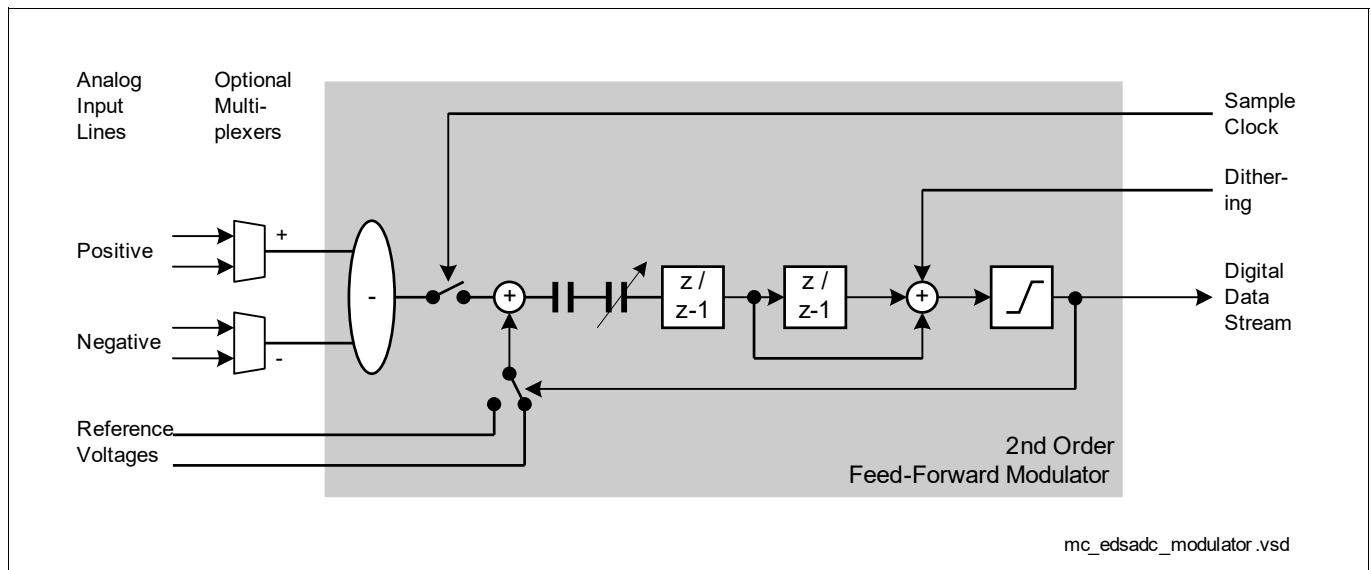 Analog
Input
Lines
Optional
Multi-
plexers
Sample
Clock
Dither-
ing
Positive
+
-
+
z /
z-1
z /
z-1
+
Digital
Data
Stream
Negative
-
Reference
Voltages
2nd Order
Feed-Forward Modulator
mc_edsadc_modulator.vsd